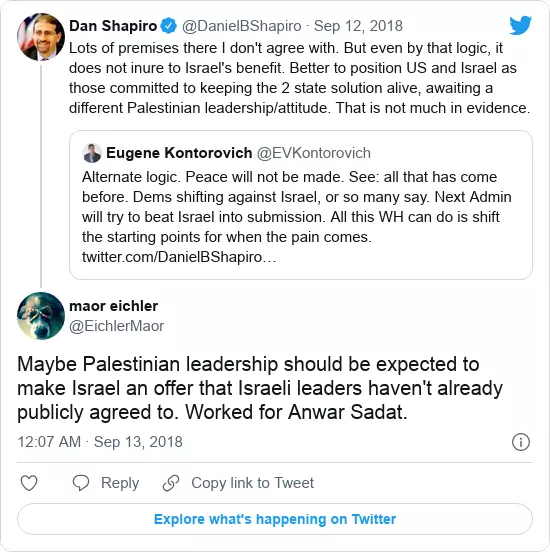 Dan Shapiro @DanielBShapiro · Sep 12, 2018
Lots of premises there I don't agree with. But even by that logic, it
does not inure to Israel's benefit. Better to position US and Israel as
those committed to keeping the 2 state solution alive, awaiting a
different Palestinian leadership/attitude. That is not much in evidence.
Eugene Kontorovich @EVKontorovich
Alternate logic. Peace will not be made. See: all that has come
before. Dems shifting against Israel, or so many say. Next Admin
will try to beat Israel into submission. All this WH can do is shift
the starting points for when the pain comes.
twitter.com/DanielBShapiro…
maor eichler
@EichlerMaor
Maybe Palestinian leadership should be expected to
make Israel an offer that Israeli leaders haven't already
publicly agreed to. Worked for Anwar Sadat.
12:07 AM · Sep 13, 2018
Reply Copy link to Tweet
Explore what's happening on Twitter